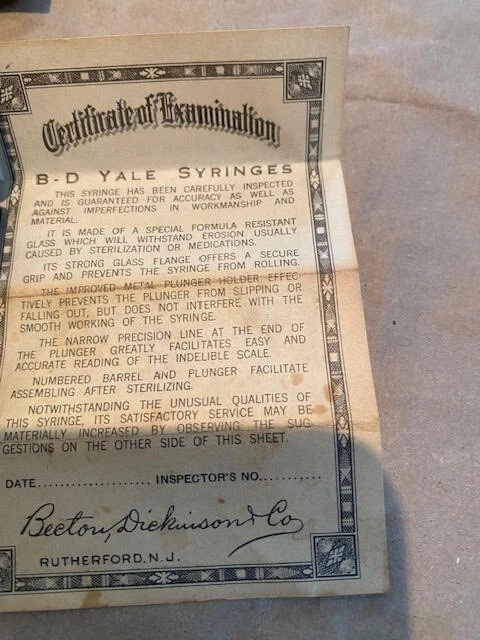 Certificate of Examination
B-D YALE SYRINGES
THIS SYRINGE HAS BEEN CAREFULLY INSPECTED
AND IS GUARANTEED FOR ACCURACY AS WELL AS
AGAINST IMPERFECTIONS IN WORKMANSHIP AND
MATERIAL.
IT IS MADE OF A SPECIAL FORMULA RESISTANT
GLASS WHICH WILL WITHSTAND EROSION USUALLY
CAUSED BY STERILIZATION OR MEDICATIONS.
ITS STRONG GLASS FLANGE OFFERS A SECURE
GRIP AND PREVENTS THE SYRINGE FROM ROLLING.
THE IMPROVED METAL PLUNGER HOLDER EFFEC-
TIVELY PREVENTS THE PLUNGER FROM SLIPPING OR
FALLING OUT, BUT DOES NOT INTERFERE WITH THE
SMOOTH WORKING OF THE SYRINGE.
THE NARROW PRECISION LINE AT THE END OF
THE PLUNGER GREATLY FACILITATES EASY AND
ACCURATE READING OF THE INDELIBLE SCALE.
NUMBERED BARREL AND PLUNGER FACILITATE
ASSEMBLING AFTER STERILIZING.
NOTWITHSTANDING THE UNUSUAL QUALITIES OF
THIS SYRINGE, ITS SATISFACTORY SERVICE MAY BE
MATERIALLY INCREASED BY OBSERVING THE SUG-
GESTIONS ON THE OTHER SIDE OF THIS SHEET.
DATE................... INSPECTOR'S NO...........
Becton, Dickinson & Co
RUTHERFORD, N.J.